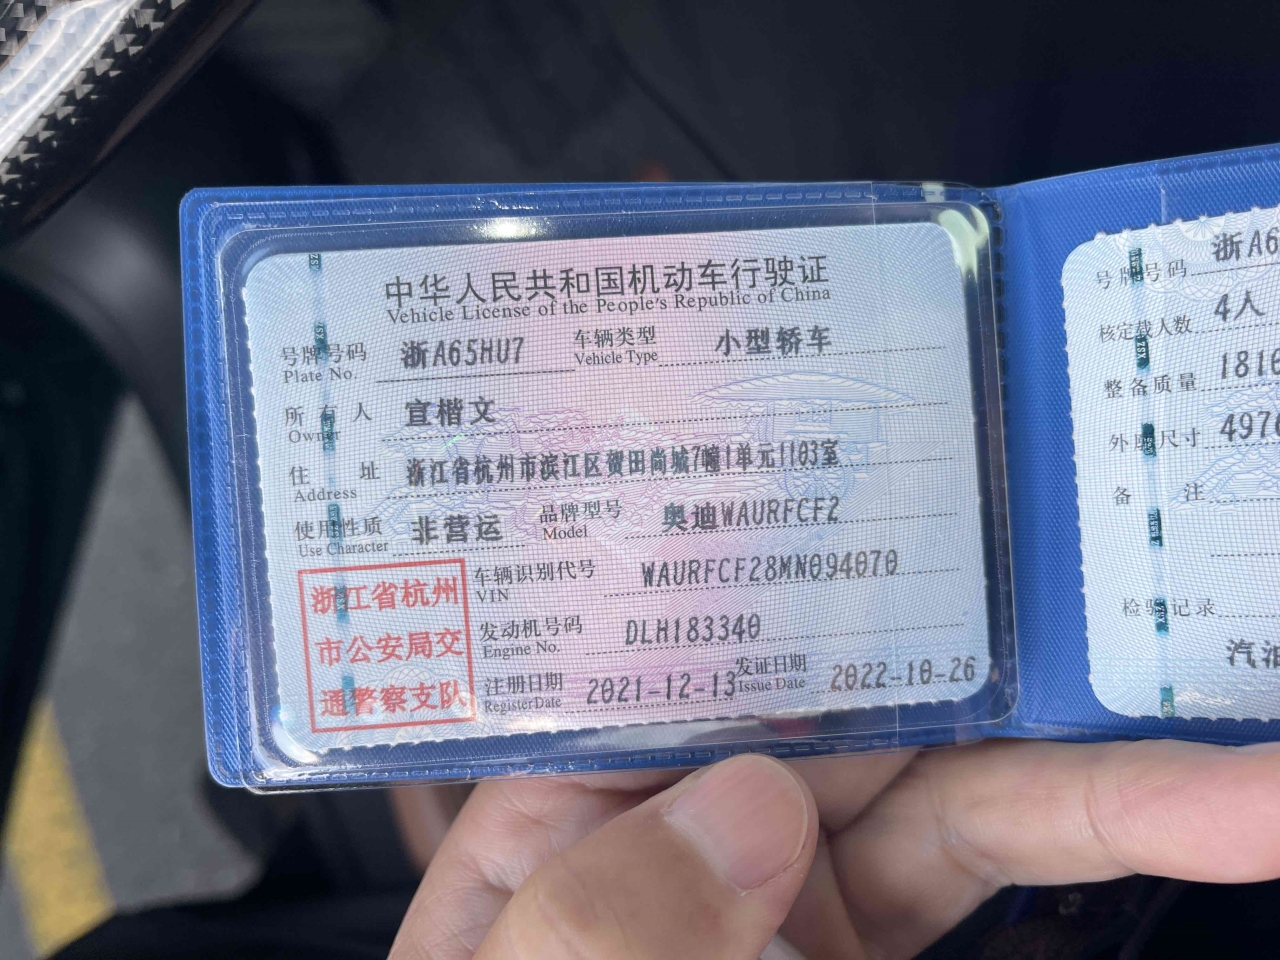 中华人民共和国机动车行驶证
Vehicle License of the People's Republic of China
号牌号码 浙A65HU7 车辆类型 小型轿车
Plate No. Vehicle Type
所有人 宣楷文
Owner
住址 浙江省杭州市滨江区贺田尚城7幢1单元1103室
Address
使用性质 非营运 品牌型号 奥迪WAURFCF2
Use Character Model
车辆识别代号 WAURFCF28MN094070
VIN
发动机号码 DLH183340
Engine No.
注册日期 2021-12-13 发证日期 2022-10-26
Register Date Issue Date
浙江省杭州
市公安局交
通警察支队
号牌号码 浙A6
核定载人数 4人
整备质量 1816
外廓尺寸 4976
备注
检验记录
汽油